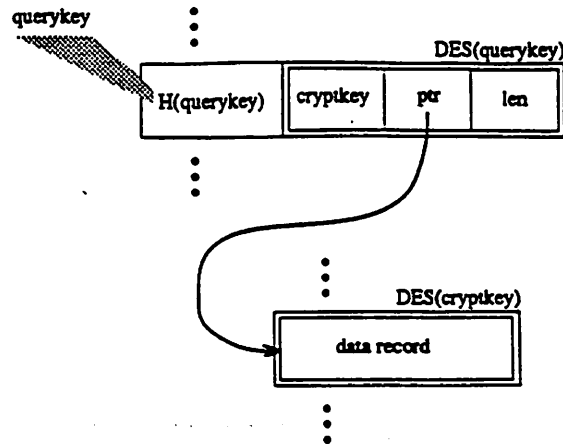 querykey
DES(querykey)
H(querykey)
cryptkey
ptr
len
DES(cryptkey)
data record